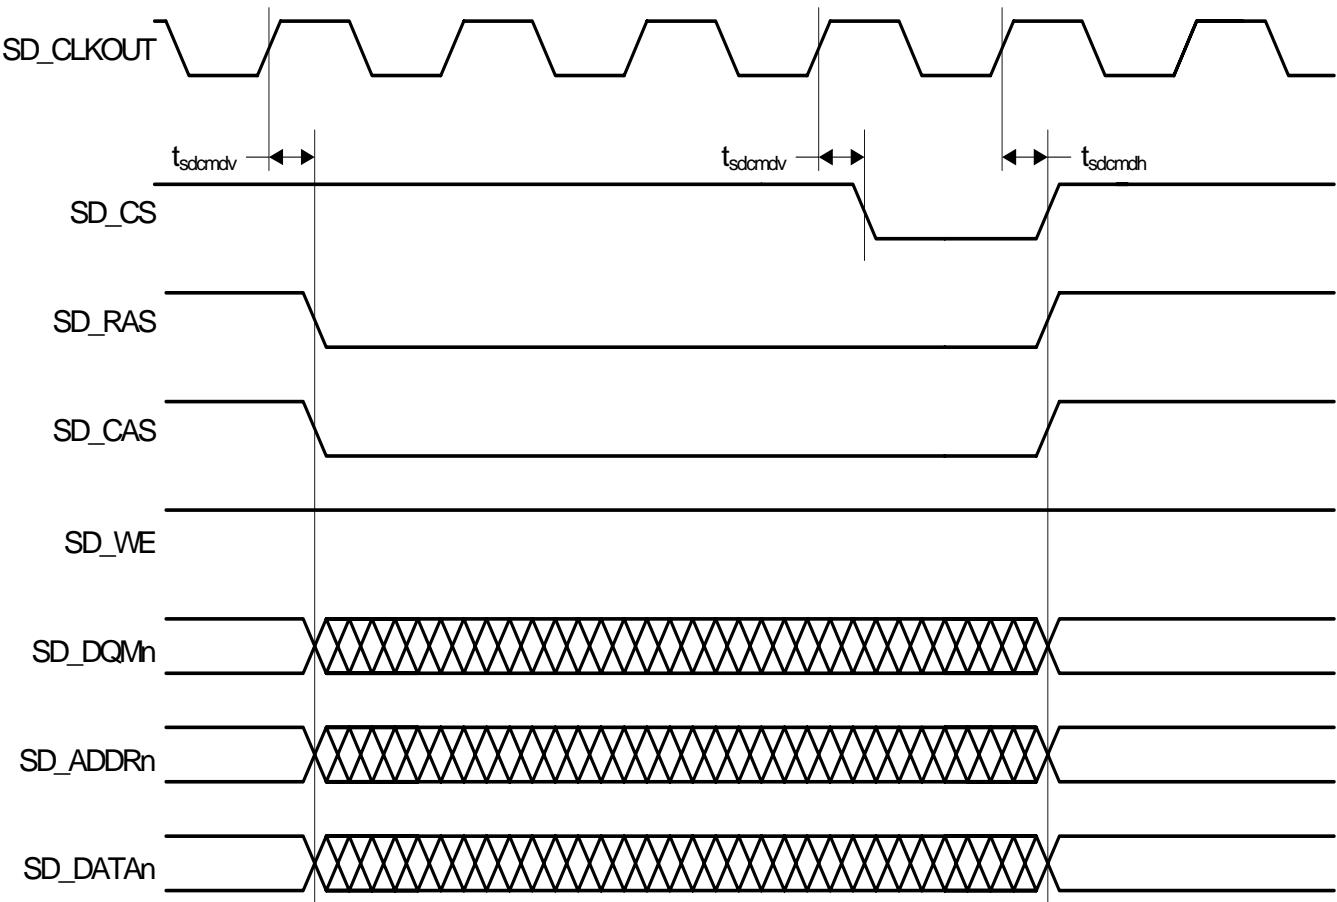 SD_CLKOUT
tsdcmdv tsdcmdv tsdcmdh
SD_CS
SD_RAS
SD_CAS
SD_WE
SD_DQMn
SD_ADDRn
SD_DATAn